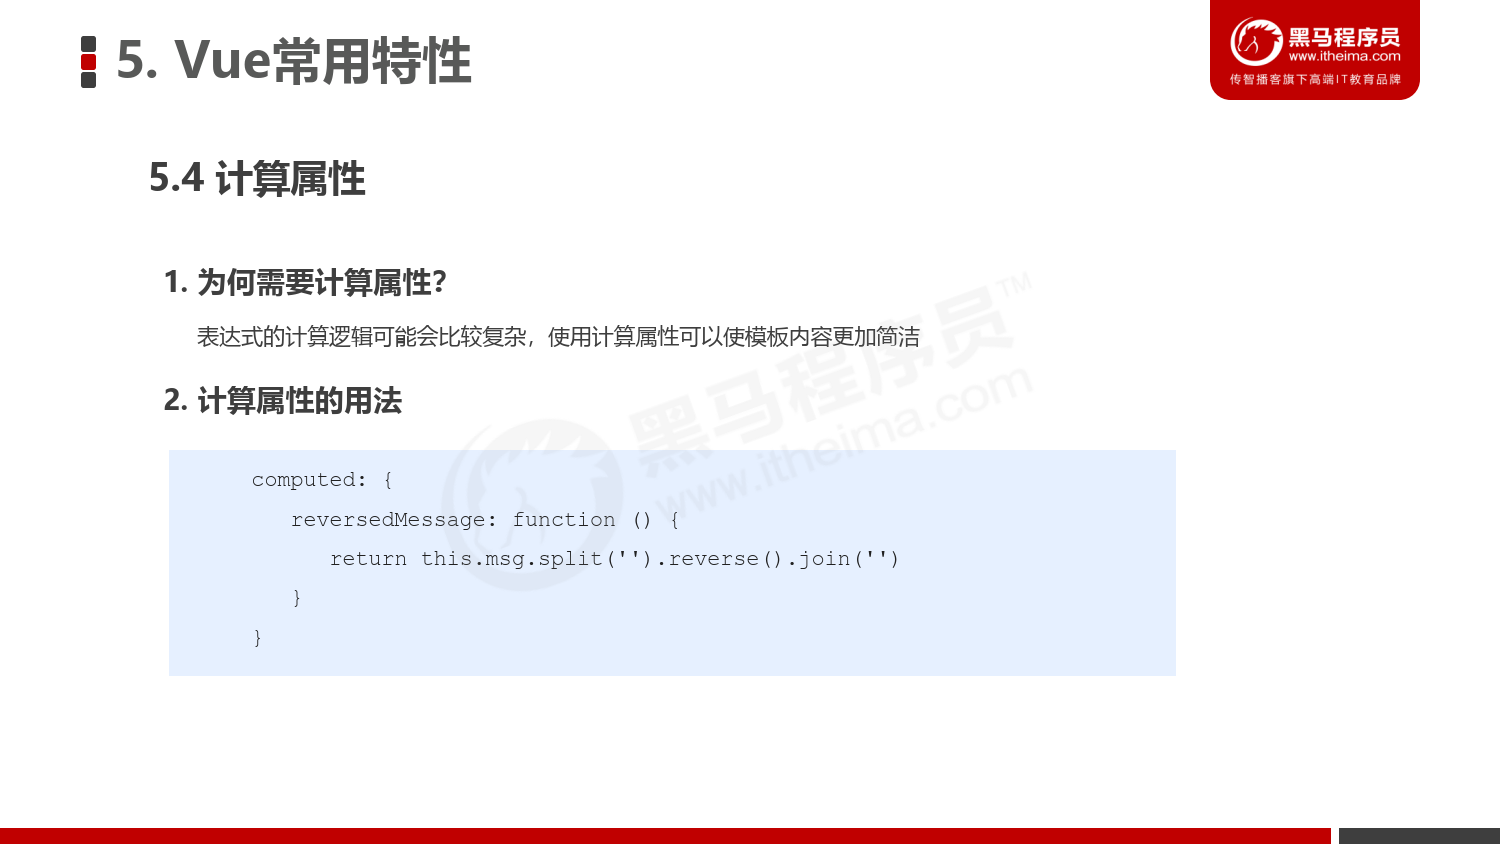 5. Vue常用特性
黑马程序员
www.itheima.com
传智播客旗下高端IT教育品牌
5.4 计算属性
1. 为何需要计算属性?
表达式的计算逻辑可能会比较复杂，使用计算属性可以使模板内容更加简洁
2. 计算属性的用法
黑马程序员TM
www.itheima.com
computed: {
reversedMessage: function () {
return this.msg.split('').reverse().join('')
}
}